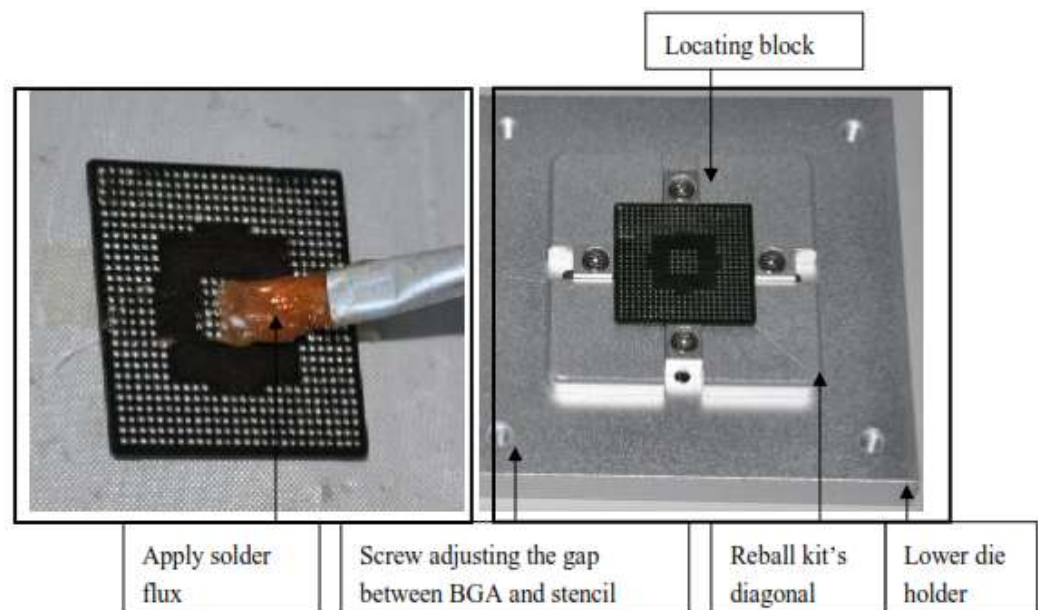 Locating block
Apply solder
flux
Screw adjusting the gap
between BGA and stencil
Reball kit's
diagonal
Lower die
holder